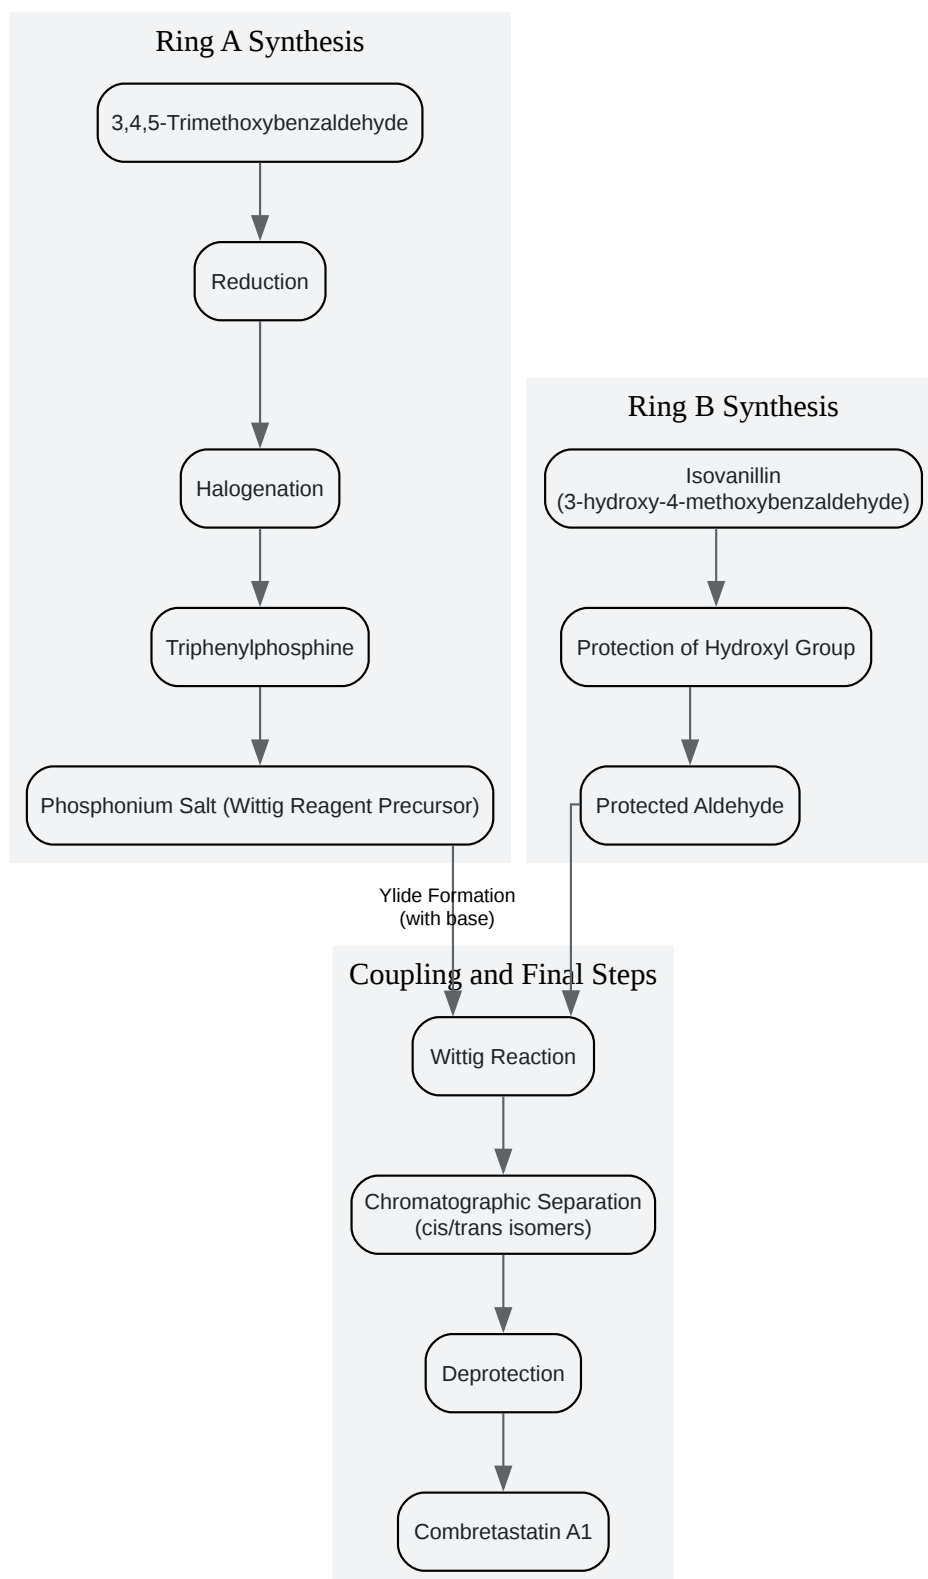 Ring A Synthesis
3,4,5-Trimethoxybenzaldehyde
Reduction
Halogenation
Triphenylphosphine
Phosphonium Salt (Wittig Reagent Precursor)
Ring B Synthesis
Isovanillin
(3-hydroxy-4-methoxybenzaldehyde)
Protection of Hydroxyl Group
Protected Aldehyde
Ylide Formation
(with base)
Coupling and Final Steps
Wittig Reaction
Chromatographic Separation
(cis/trans isomers)
Deprotection
Combretastatin A1